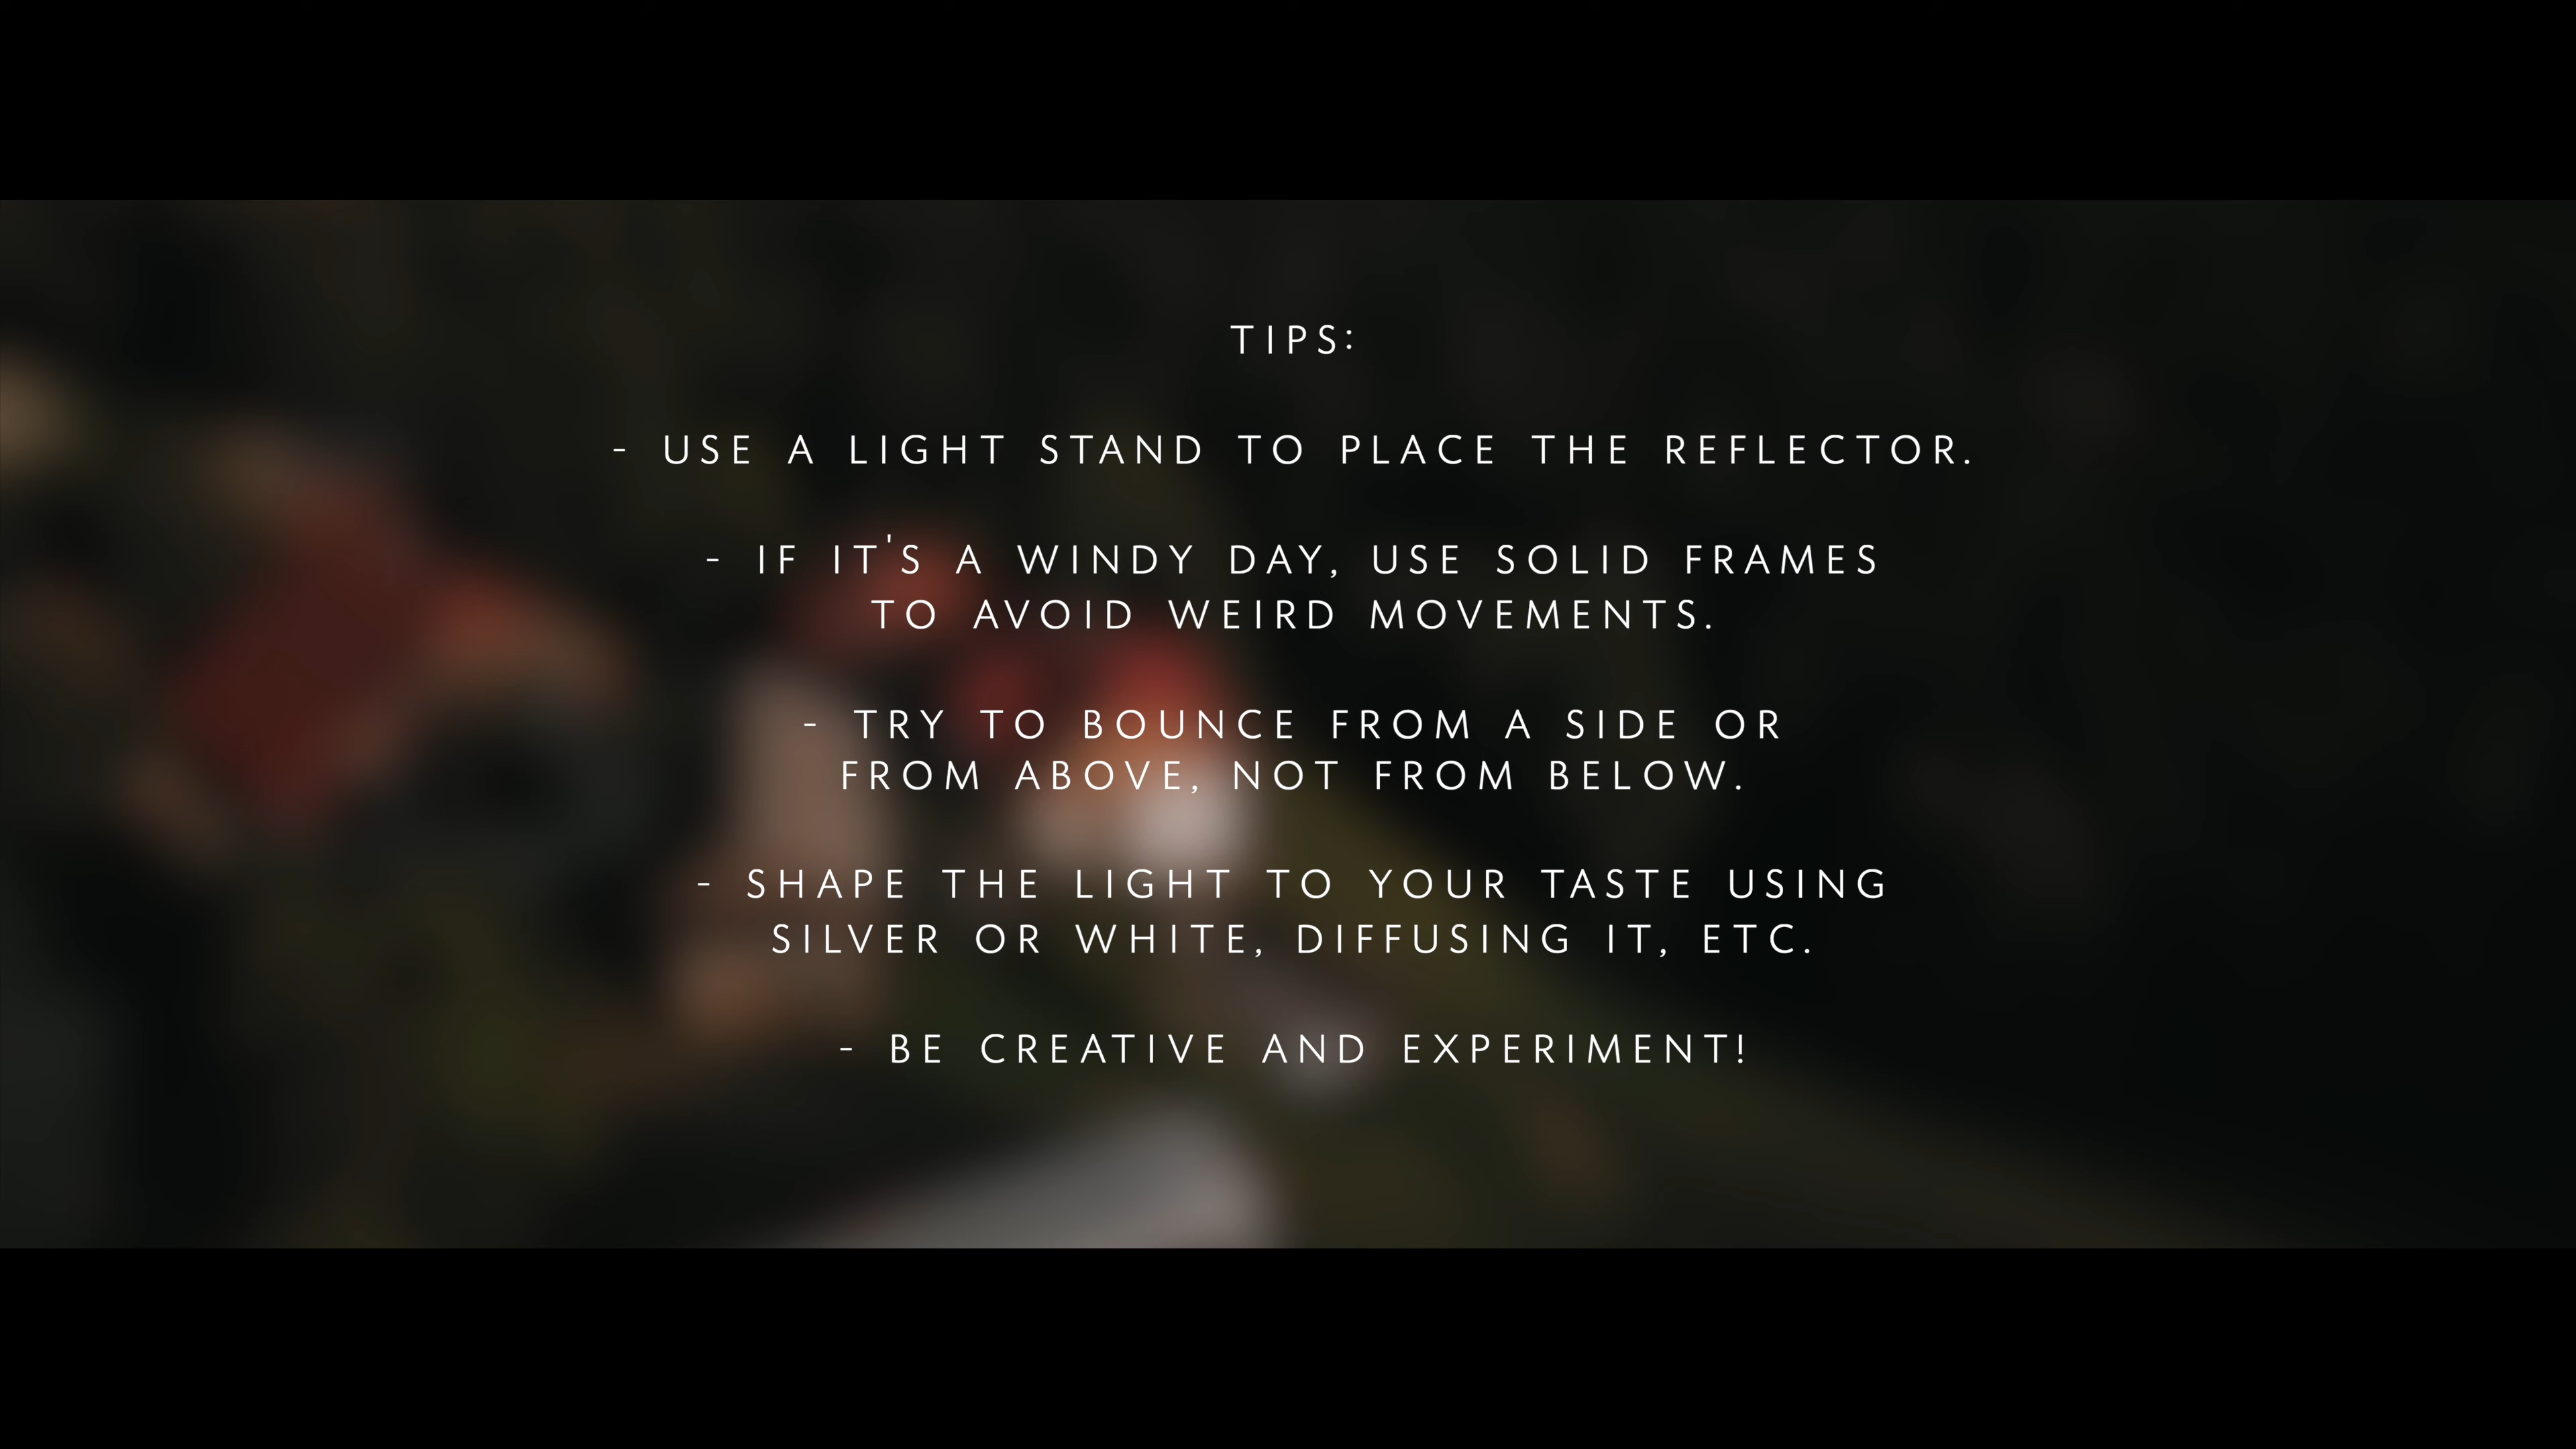 TIPS:
- USE A LIGHT STAND TO PLACE THE REFLECTOR.
- IF IT'S A WINDY DAY, USE SOLID FRAMES
TO AVOID WEIRD MOVEMENTS.
- TRY TO BOUNCE FROM A SIDE OR
FROM ABOVE, NOT FROM BELOW.
- SHAPE THE LIGHT TO YOUR TASTE USING
SILVER OR WHITE, DIFFUSING IT, ETC.
- BE CREATIVE AND EXPERIMENT!